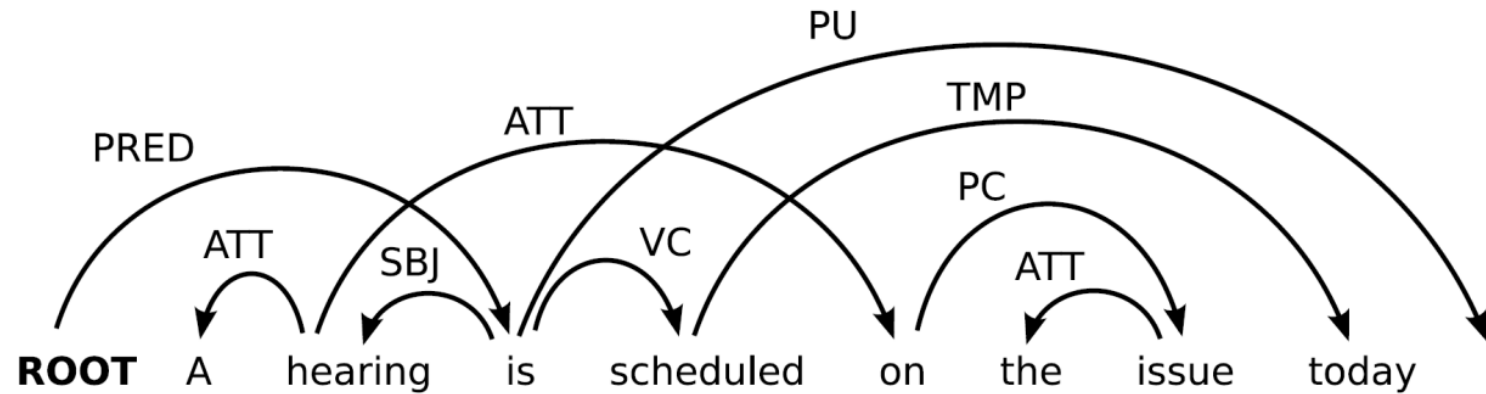 PU
TMP
ATT
PRED
PC
VC
ATT
SBJ
ATT
ROOT A hearing is scheduled on the issue today